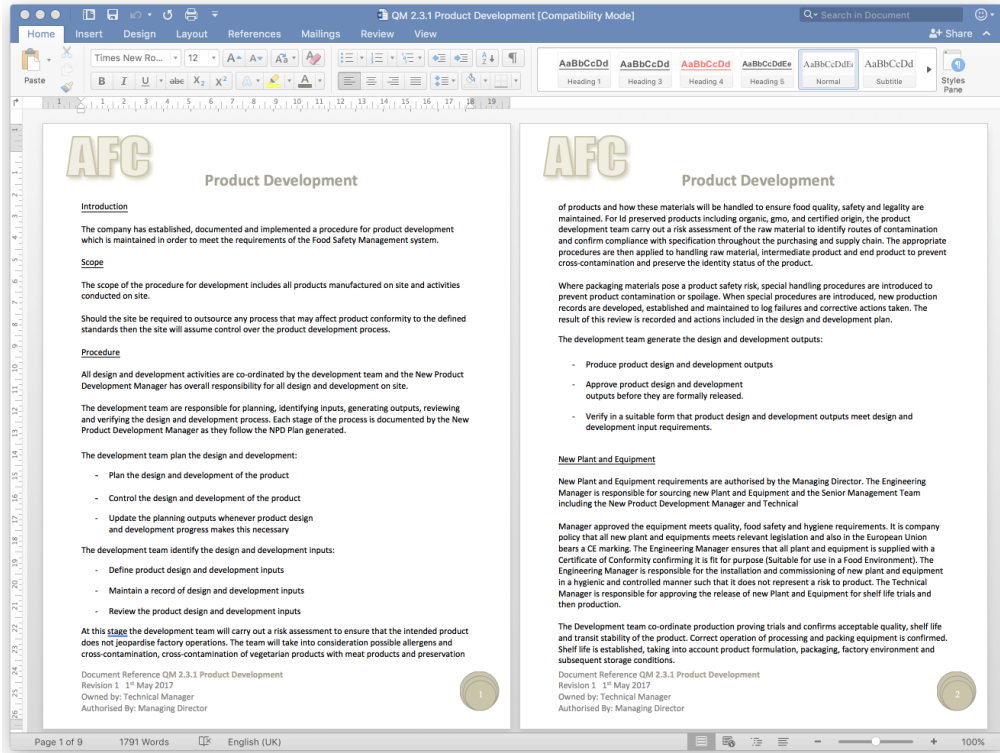 QM 2.3.1 Product Development [Compatibility Mode]
Search in Document
Home Insert Design Layout References Mailings Review View
Share
Paste
Times New Ro... 12
AaBbCcDd AaBbCcDd AaBbCcDd AaBbCcDdEe AaBbCcDdEe AaBbCcDd
Heading 1 Heading 3 Heading 4 Heading 5 Normal Subtitle
Styles
Pane
AFC
Product Development
Introduction
The company has established, documented and implemented a procedure for product development
which is maintained in order to meet the requirements of the Food Safety Management system.
Scope
The scope of the procedure for development includes all products manufactured on site and activities
conducted on site.
Should the site be required to outsource any process that may affect product conformity to the defined
standards then the site will assume control over the product development process.
Procedure
All design and development activities are co-ordinated by the development team and the New Product
Development Manager has overall responsibility for all design and development on site.
The development team are responsible for planning, identifying inputs, generating outputs, reviewing
and verifying the design and development process. Each stage of the process is documented by the New
Product Development Manager as they follow the NPD Plan generated.
The development team plan the design and development:
- Plan the design and development of the product
- Control the design and development of the product
- Update the planning outputs whenever product design
and development progress makes this necessary
The development team identify the design and development inputs:
- Define product design and development inputs
- Maintain a record of design and development inputs
- Review the product design and development inputs
At this stage the development team will carry out a risk assessment to ensure that the intended product
does not jeopardise factory operations. The team will take into consideration possible allergens and
cross-contamination, cross-contamination of vegetarian products with meat products and preservation
Document Reference QM 2.3.1 Product Development
Revision 1 1st May 2017
Owned by: Technical Manager
Authorised By: Managing Director
1
AFC
Product Development
of products and how these materials will be handled to ensure food quality, safety and legality are
maintained. For Id preserved products including organic, gmo, and certified origin, the product
development team carry out a risk assessment of the raw material to identify routes of contamination
and confirm compliance with specification throughout the purchasing and supply chain. The appropriate
procedures are then applied to handling raw material, intermediate product and end product to prevent
cross-contamination and preserve the identity status of the product.
Where packaging materials pose a product safety risk, special handling procedures are introduced to
prevent product contamination or spoilage. When special procedures are introduced, new production
records are developed, established and maintained to log failures and corrective actions taken. The
result of this review is recorded and actions included in the design and development plan.
The development team generate the design and development outputs:
- Produce product design and development outputs
- Approve product design and development
outputs before they are formally released.
- Verify in a suitable form that product design and development outputs meet design and
development input requirements.
New Plant and Equipment
New Plant and Equipment requirements are authorised by the Managing Director. The Engineering
Manager is responsible for sourcing new Plant and Equipment and the Senior Management Team
including the New Product Development Manager and Technical
Manager approved the equipment meets quality, food safety and hygiene requirements. It is company
policy that all new plant and equipments meets relevant legislation and also in the European Union
bears a CE marking. The Engineering Manager ensures that all plant and equipment is supplied with a
Certificate of Conformity confirming it is fit for purpose (Suitable for use in a Food Environment). The
Engineering Manager is responsible for the installation and commissioning of new plant and equipment
in a hygienic and controlled manner such that it does not represent a risk to product. The Technical
Manager is responsible for approving the release of new Plant and Equipment for shelf life trials and
then production.
The Development team co-ordinate production proving trials and confirms acceptable quality, shelf life
and transit stability of the product. Correct operation of processing and packing equipment is confirmed.
Shelf life is established, taking into account product formulation, packaging, factory environment and
subsequent storage conditions.
Document Reference QM 2.3.1 Product Development
Revision 1 1st May 2017
Owned by: Technical Manager
Authorised By: Managing Director
2
Page 1 of 9 1791 Words English (UK) 100%